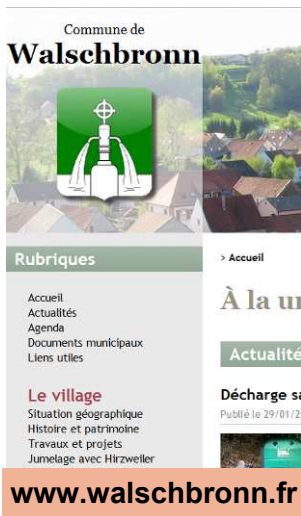 Commune de
Walschbronn
Rubriques
Accueil
Actualités
Agenda
Documents municipaux
Liens utiles
Le village
Situation géographique
Histoire et patrimoine
Travaux et projets
Jumelage avec Hirzweiler
> Accueil
À la u
Actualité
Décharge sa
Publié le 29/01/2
www.walschbronn.fr